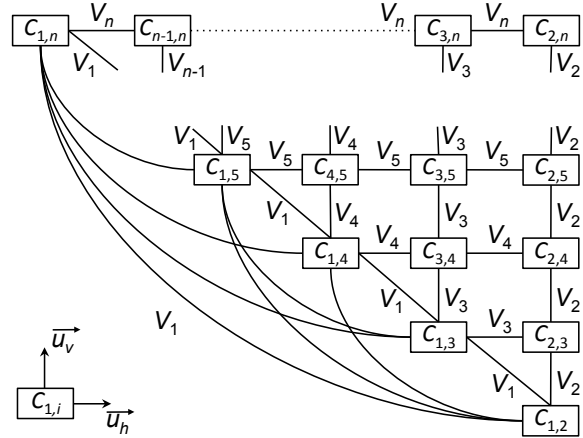 C1,n Vn Cn-1,n Vn C3,n Vn C2,n
V1 Vn-1 V3 V2
V1 V5 V4 V3 V2
C1,5 V5 C4,5 V5 C3,5 V5 C2,5
V1 V4 V3 V2
C1,4 V4 C3,4 V4 C2,4
V1 V1 V3 V2
C1,3 V3 C2,3
uv V1 V2
C1,i uh C1,2